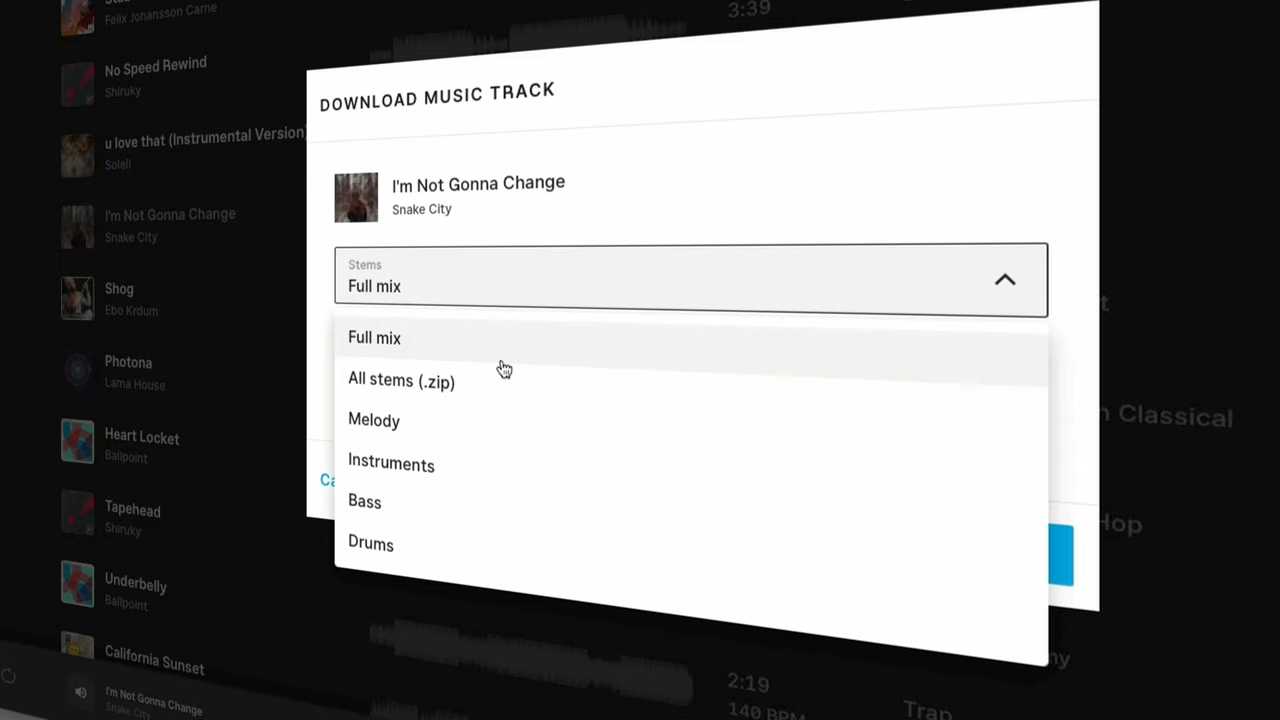 Felix Johansson Carne
No Speed Rewind
Shiruky
u love that (Instrumental Version)
Soleil
I'm Not Gonna Change
Snake City
Shog
Ebo Krdum
Photona
Lama House
Heart Locket
Ballpoint
Tapehead
Shiruky
Underbelly
Ballpoint
California Sunset
I'm Not Gonna Change
Snake City
3:39
DOWNLOAD MUSIC TRACK
I'm Not Gonna Change
Snake City
Stems
Full mix
Full mix
All stems (.zip)
Melody
Instruments
Bass
Drums
Ca
n Classical
Hop
ny
2:19
140 BPM
Trap